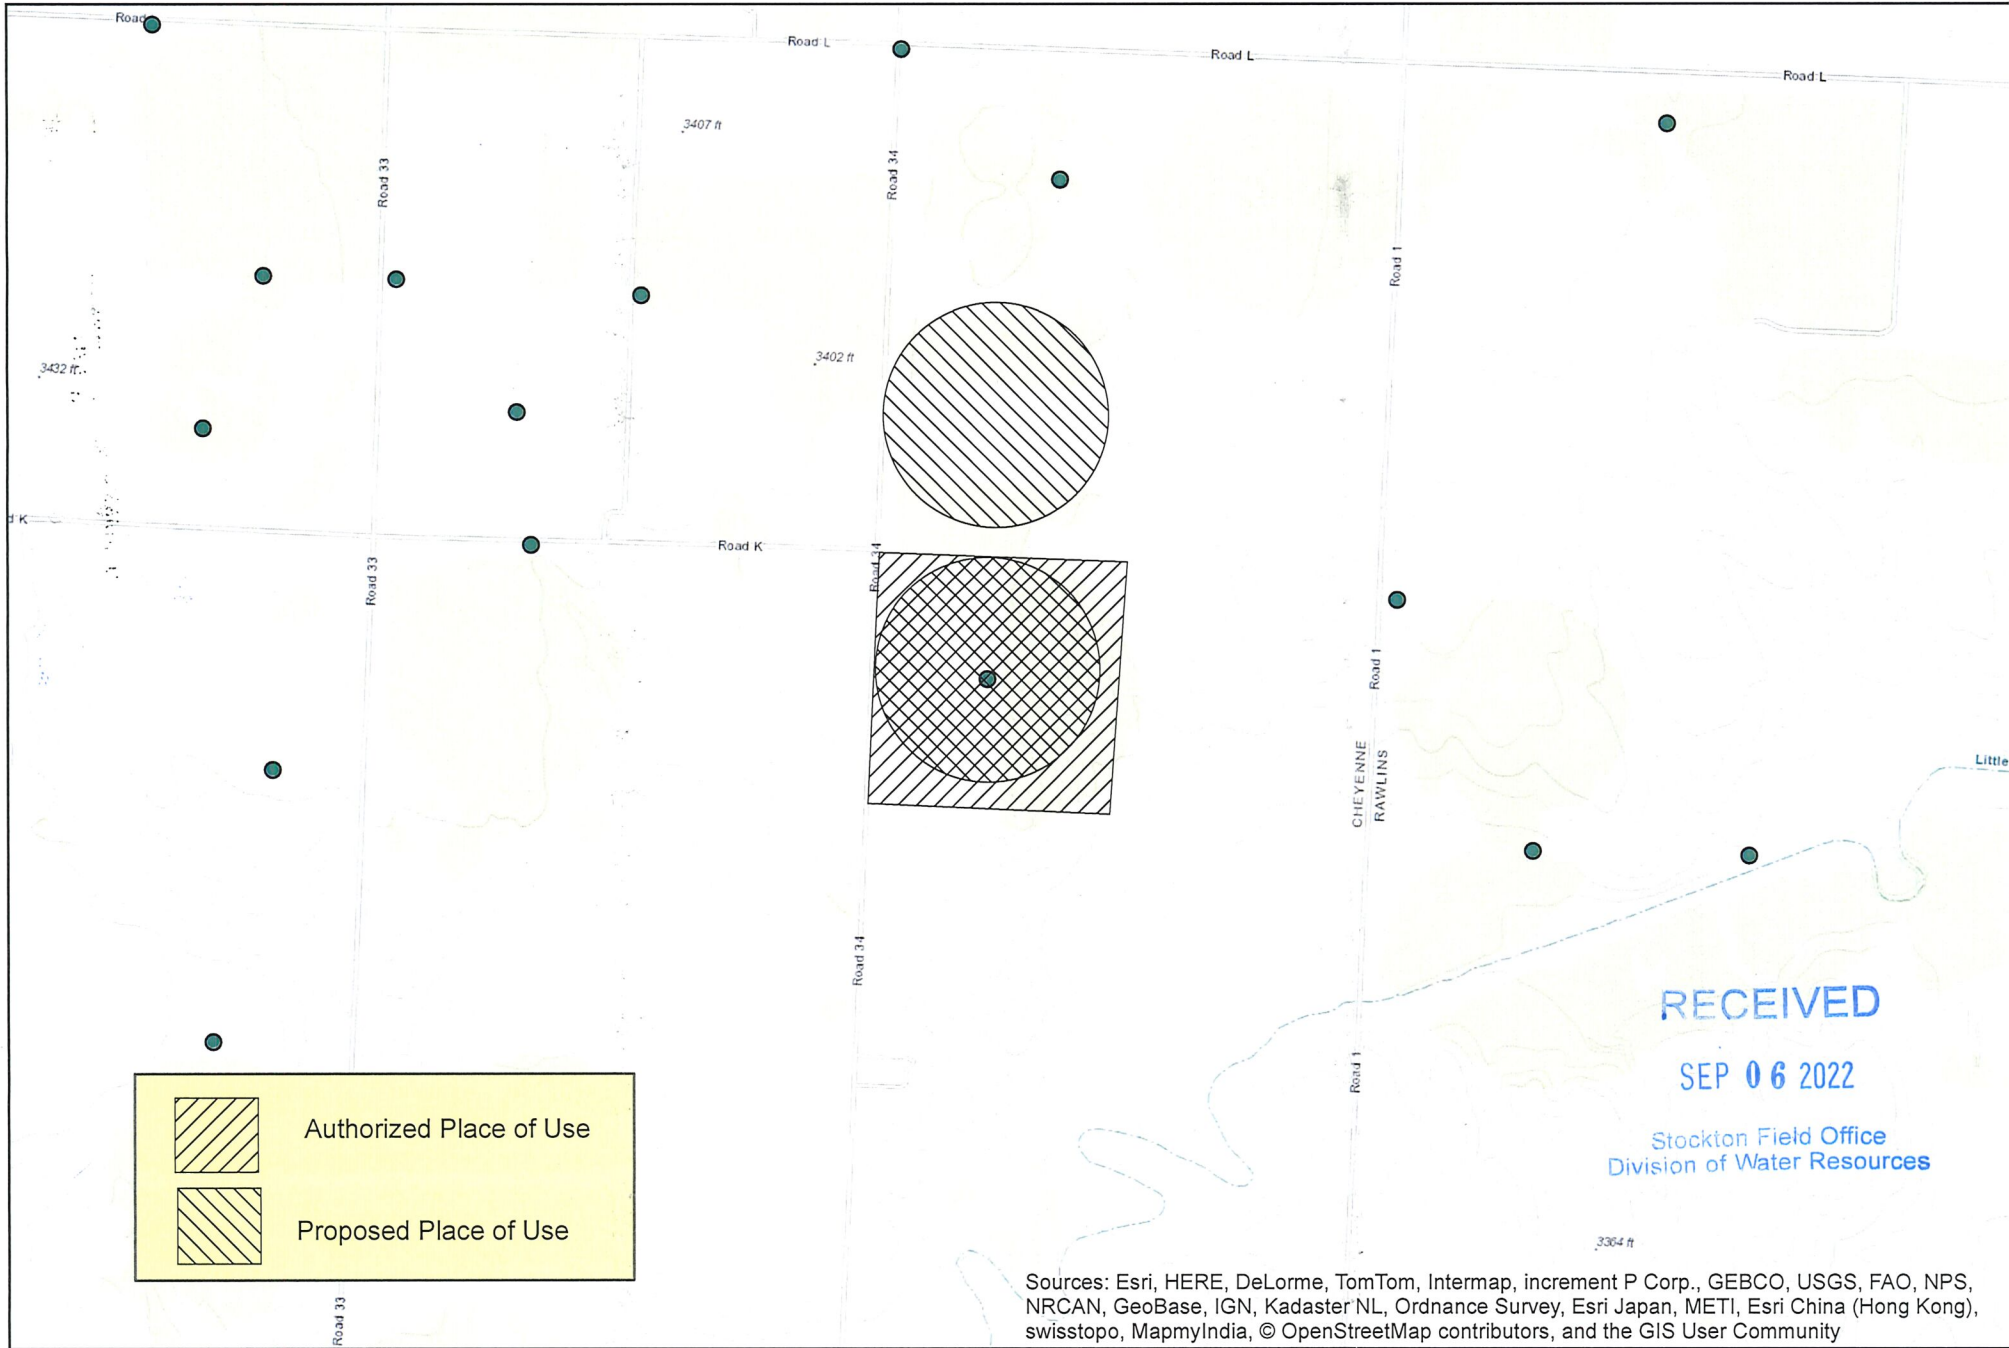 Road
Road L
Road L
Road L
3407 ft
Road 33
Road 34
Road 1
3432 ft
3402 ft
d K
Road K
Road 33
Road 34
Road 1
CHEYENNE
RAWLINS
Little
Road 34
RECEIVED
SEP 06 2022
Road 1
Authorized Place of Use
Stockton Field Office
Division of Water Resources
Proposed Place of Use
3364 ft
Road 33
Sources: Esri, HERE, DeLorme, TomTom, Intermap, increment P Corp., GEBCO, USGS, FAO, NPS,
NRCAN, GeoBase, IGN, Kadaster NL, Ordnance Survey, Esri Japan, METI, Esri China (Hong Kong),
swisstopo, MapmyIndia, © OpenStreetMap contributors, and the GIS User Community